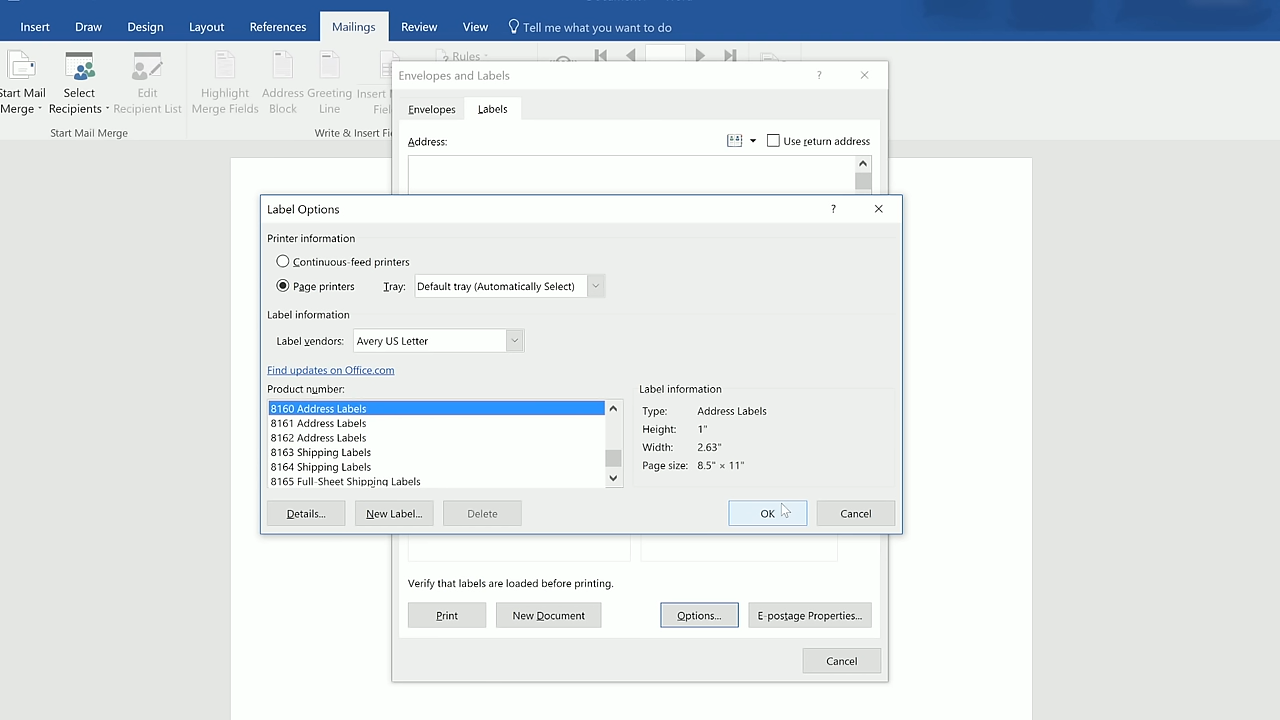 Insert Draw Design Layout References Mailings Review View Tell me what you want to do
Start Mail Merge
Select Recipients
Edit Recipient List
Highlight Merge Fields
Address Block
Greeting Line
Insert
Rules
Start Mail Merge
Write & Insert
Envelopes and Labels ?
Envelopes Labels
Address: Use return address
Label Options ?
Printer information
Continuous-feed printers
Page printers Tray: Default tray (Automatically Select)
Label information
Label vendors: Avery US Letter
Find updates on Office.com
Product number:
8160 Address Labels
8161 Address Labels
8162 Address Labels
8163 Shipping Labels
8164 Shipping Labels
8165 Full-Sheet Shipping Labels
Label information
Type: Address Labels
Height: 1"
Width: 2.63"
Page size: 8.5" × 11"
Details... New Label... Delete OK Cancel
Verify that labels are loaded before printing.
Print New Document Options... E-postage Properties...
Cancel